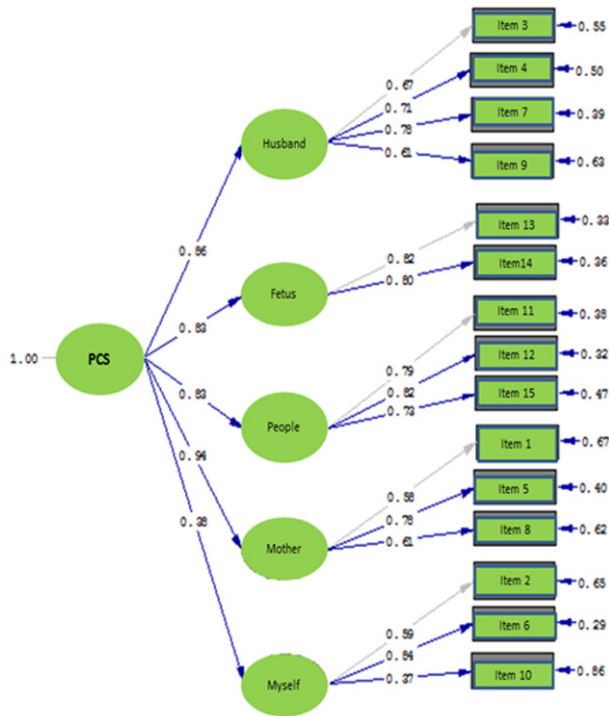 Item 3
0.55
0.67
Item 4
0.50
0.71
Husband
Item 7
0.39
0.78
Item 9
0.63
0.61
0.86
Item 13
0.33
0.82
Item14
0.36
0.80
Fetus
0.83
Item 11
0.38
0.79
1.00
PCS
Item 12
0.32
0.82
0.83
People
Item 15
0.47
0.73
0.94
Item 1
0.67
0.58
Item 5
0.40
0.78
Mother
Item 8
0.62
0.61
0.38
Item 2
0.65
0.59
Item 6
0.29
0.84
Myself
Item 10
0.86
0.37